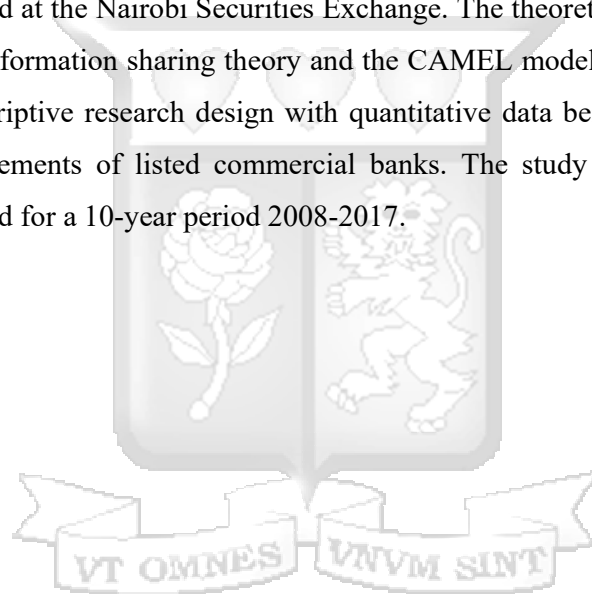 d at the Nairobi Securities Exchange. The theoret
formation sharing theory and the CAMEL model
riptive research design with quantitative data be
ements of listed commercial banks. The study
d for a 10-year period 2008-2017.
VT OMNES VNVM SINT